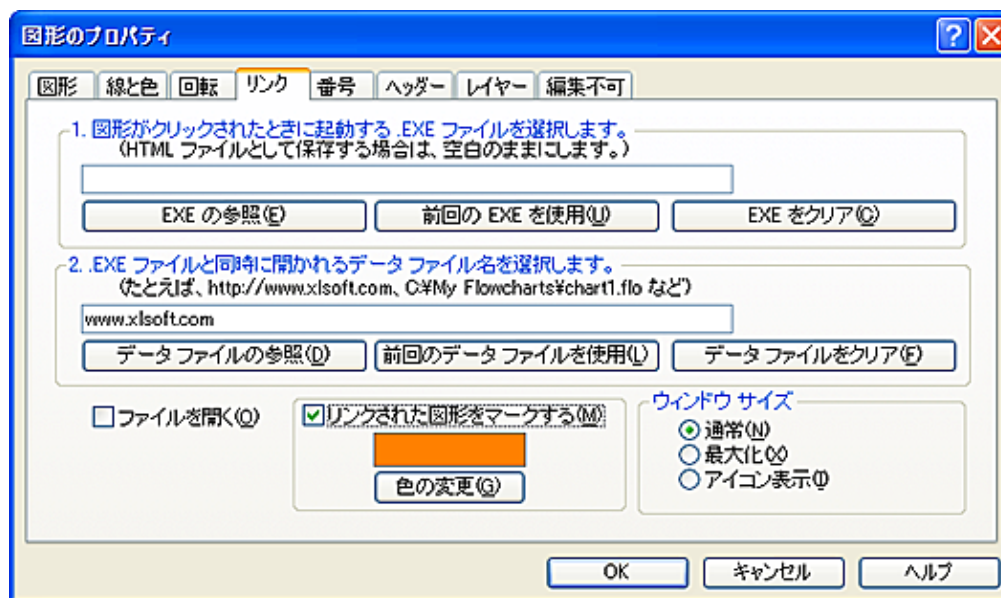 図形のプロパティ
図形 線と色 回転 リンク 番号 ヘッダー レイヤー 編集不可
1. 図形がクリックされたときに起動する .EXE ファイルを選択します。
(HTML ファイルとして保存する場合は、空白のままにします。)
EXE の参照(E) 前回の EXE を使用(U) EXE をクリア(C)
2. .EXE ファイルと同時に開かれるデータ ファイル名を選択します。
(たとえば、http://www.xlsoft.com、C:¥My Flowcharts¥chart1.flo など)
www.xlsoft.com
データ ファイルの参照(D) 前回のデータ ファイルを使用(L) データ ファイルをクリア(F)
ファイルを開く(O) リンクされた図形をマークする(M) ウィンドウ サイズ
通常(N)
最大化(X)
アイコン表示(I)
色の変更(G)
OK キャンセル ヘルプ